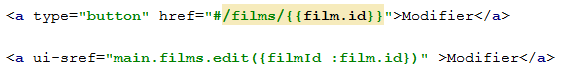 <a type="button" href="#/films/{{film.id}}">Modifier</a>
<a ui-sref="main.films.edit({filmId :film.id})" >Modifier</a>